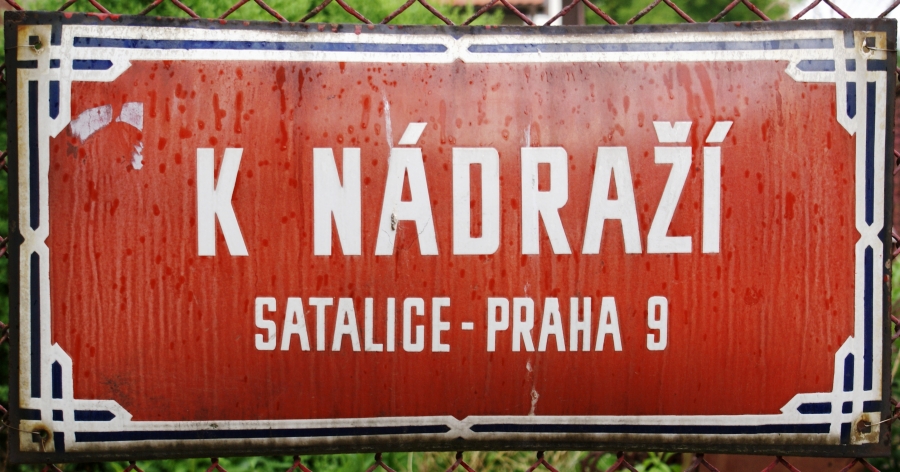 K NÁDRAŽÍ
SATALICE - PRAHA 9